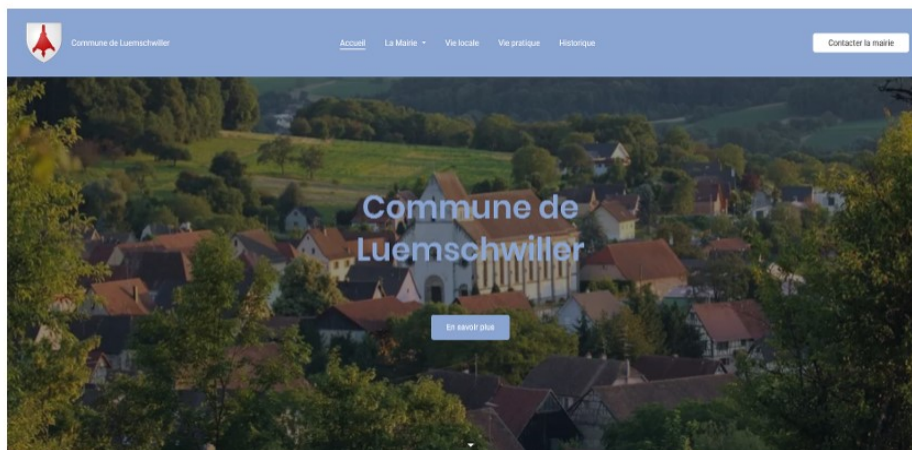 Commune de Luemschwiller
Accueil
La Mairie
Vie locale
Vie pratique
Historique
Contacter la mairie
Commune de
Luemschwiller
En savoir plus